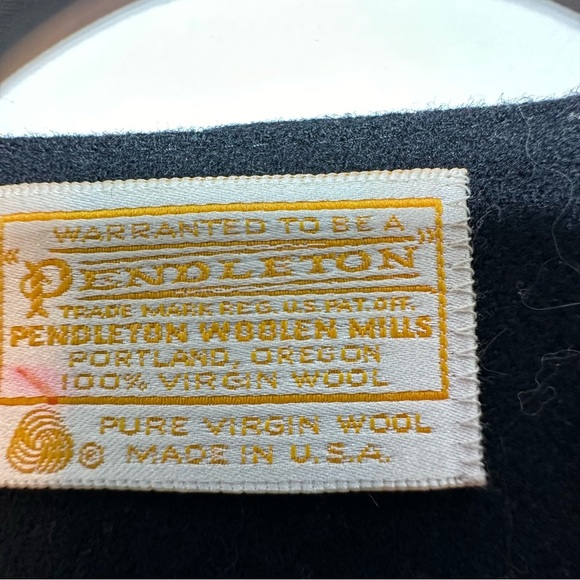 WARRANTED TO BE A
"PENDLETON"
TRADE MARK REG. U.S. PAT. OFF.
PENDLETON WOOLEN MILLS
PORTLAND, OREGON
100% VIRGIN WOOL
PURE VIRGIN WOOL
® MADE IN U.S.A.